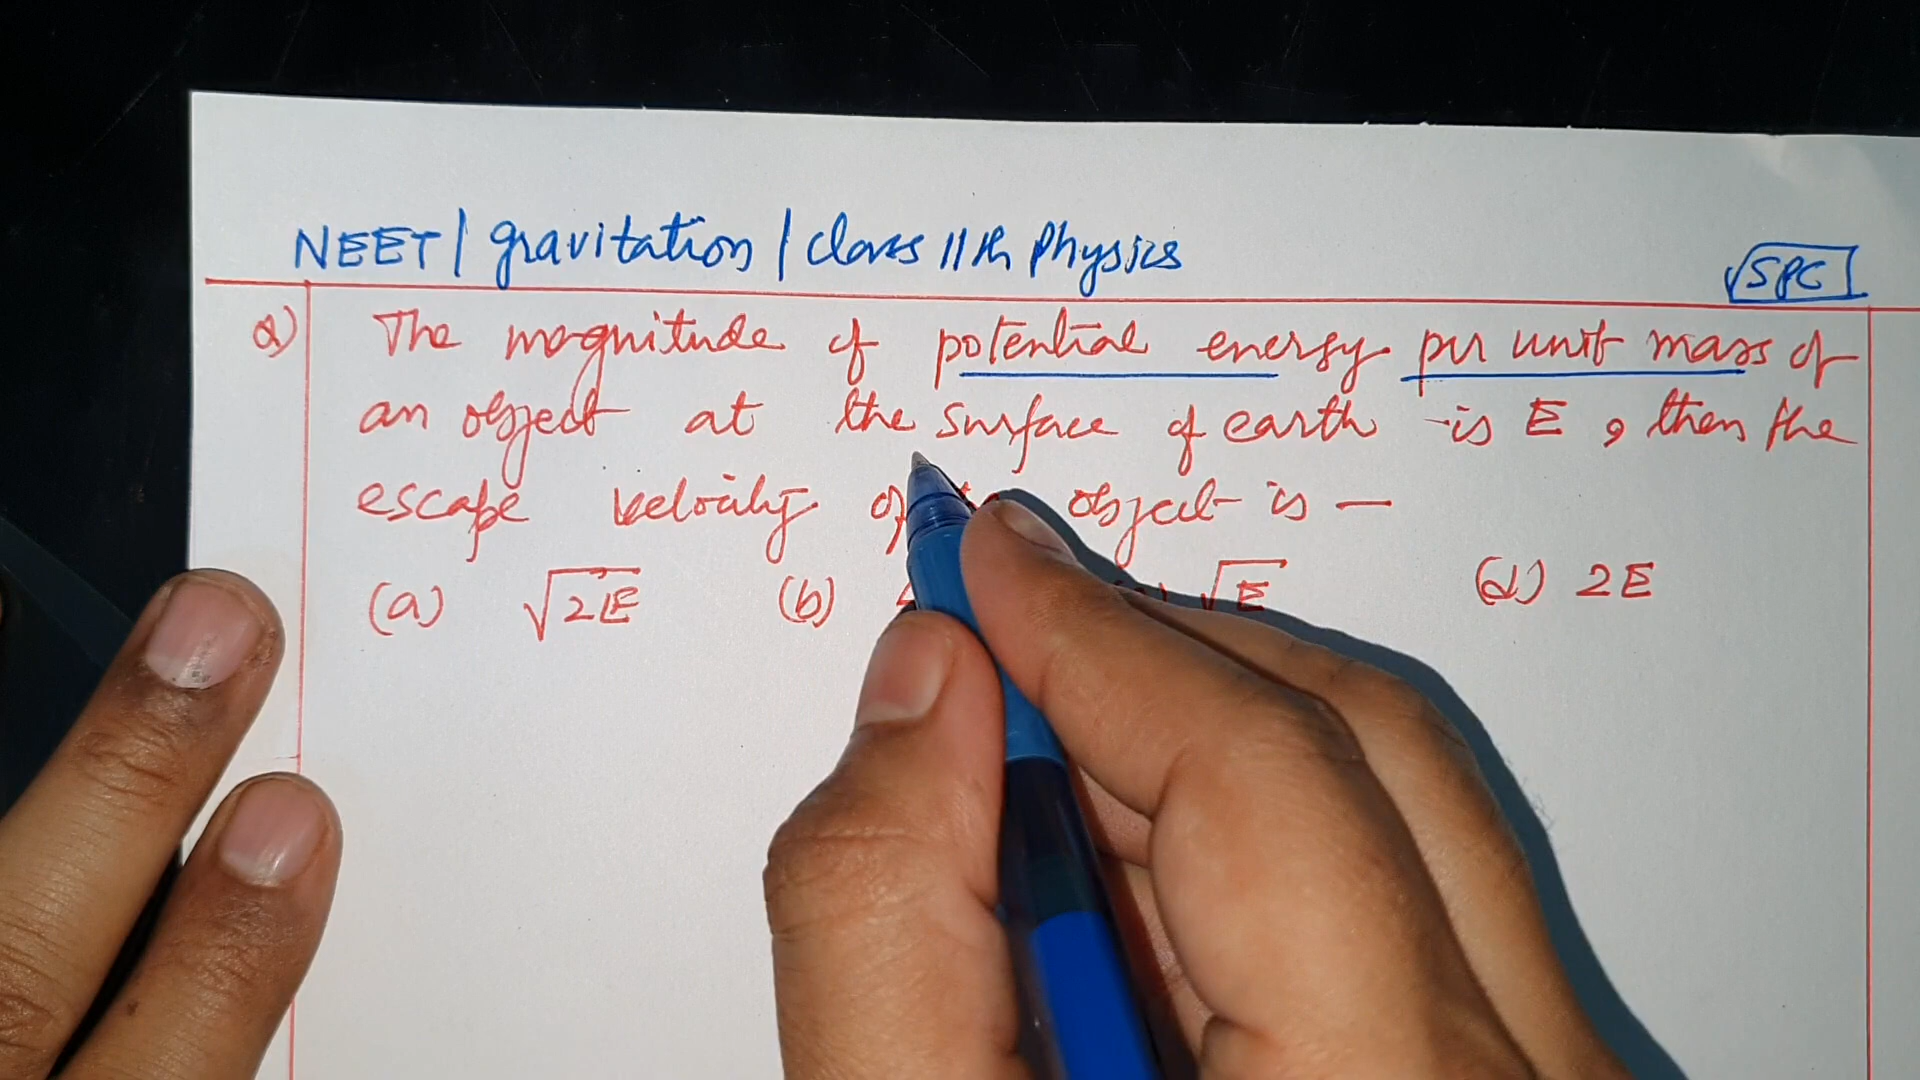 NEET / gravitation / class 11th Physics
√SPC
Q) The magnitude of potential energy per unit mass of
an object at the surface of earth is E, then the
escape velocity of object is —
(a) √2E (b) √E (d) 2E